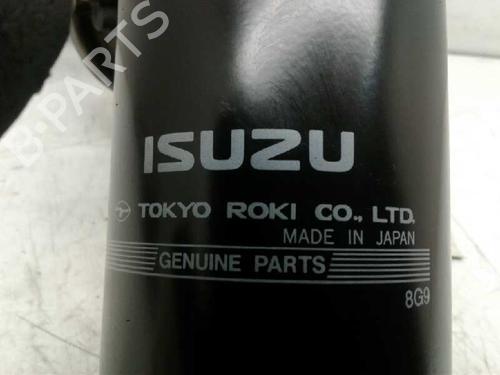 B-PARTS
ISUZU
TOKYO ROKI CO., LTD.
MADE IN JAPAN
GENUINE PARTS
8G9